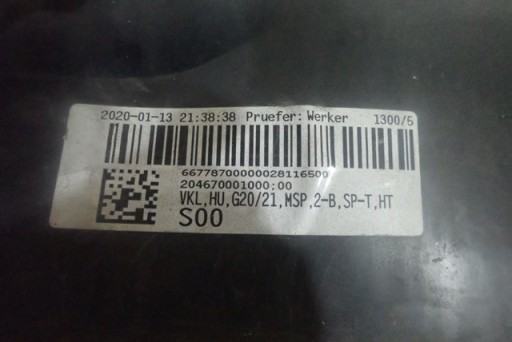 2020-01-13 21:38:38 Pruefer: Werker 1300/5
66778700000028116500
204670001000;00
VKL,HU,G20/21,MSP,2-B,SP-T,HT
S00